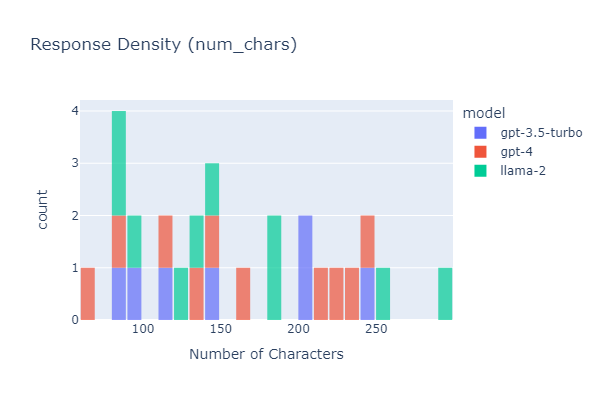 Response Density (num_chars)
model
gpt-3.5-turbo
gpt-4
llama-2
count
4
3
2
1
0
100
150
200
250
Number of Characters